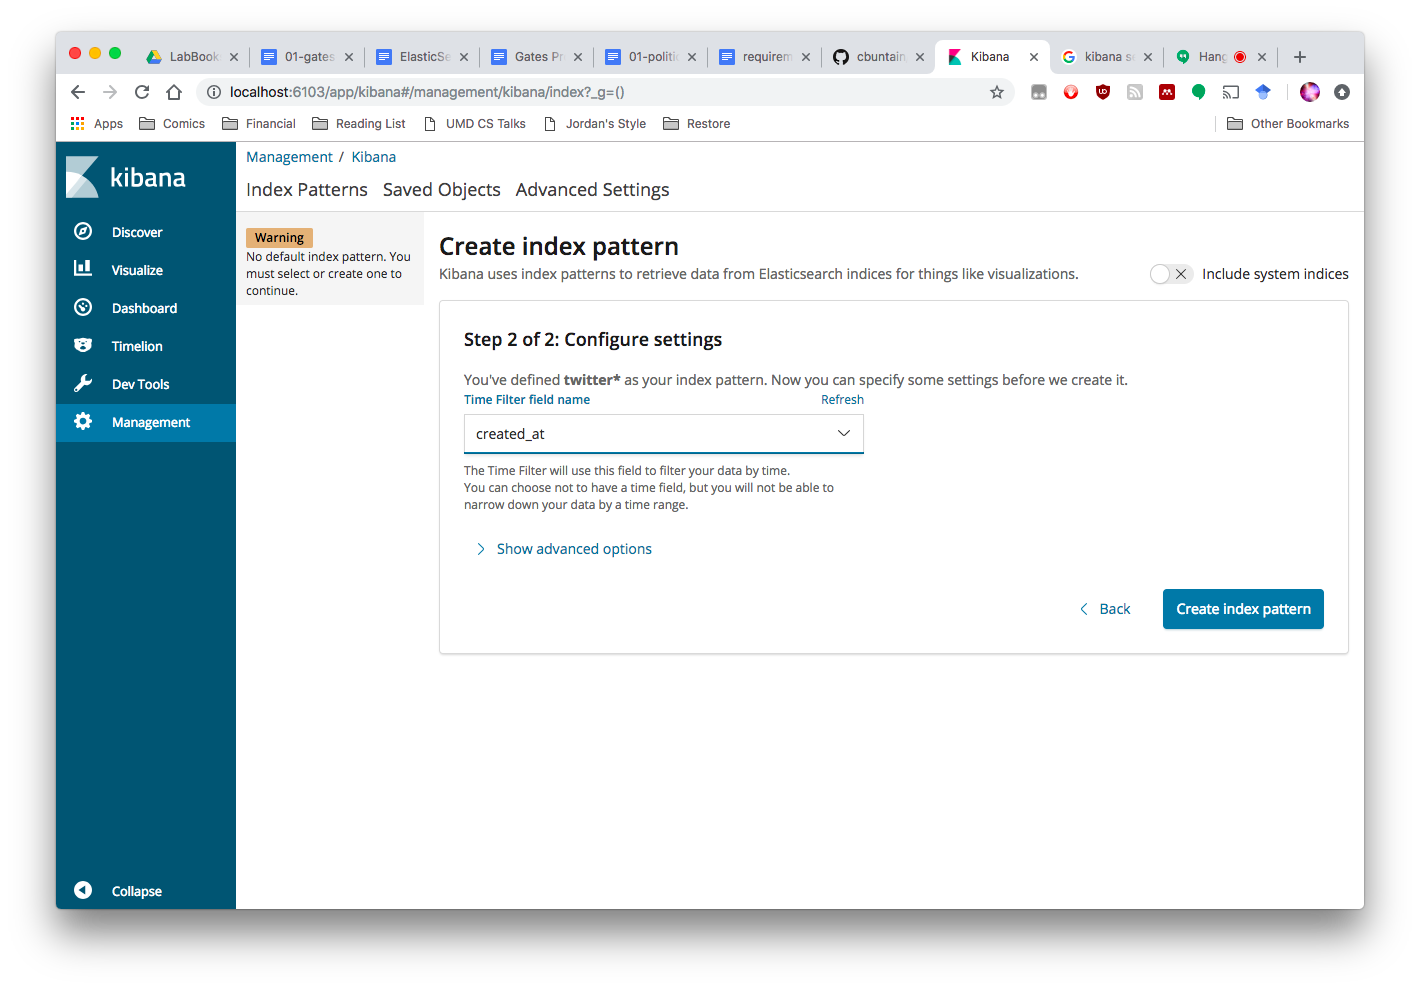 LabBook 01-gates ElasticSe Gates Pr 01-politic requirem cbuntain Kibana kibana se Hang
localhost:6103/app/kibana#/management/kibana/index?_g=()
Apps Comics Financial Reading List UMD CS Talks Jordan's Style Restore Other Bookmarks
kibana
Discover
Visualize
Dashboard
Timelion
Dev Tools
Management
Collapse
Management / Kibana
Index Patterns Saved Objects Advanced Settings
Warning
No default index pattern. You
must select or create one to
continue.
Create index pattern
Kibana uses index patterns to retrieve data from Elasticsearch indices for things like visualizations.
Include system indices
Step 2 of 2: Configure settings
You've defined twitter* as your index pattern. Now you can specify some settings before we create it.
Time Filter field name Refresh
created_at
The Time Filter will use this field to filter your data by time.
You can choose not to have a time field, but you will not be able to
narrow down your data by a time range.
Show advanced options
Back
Create index pattern